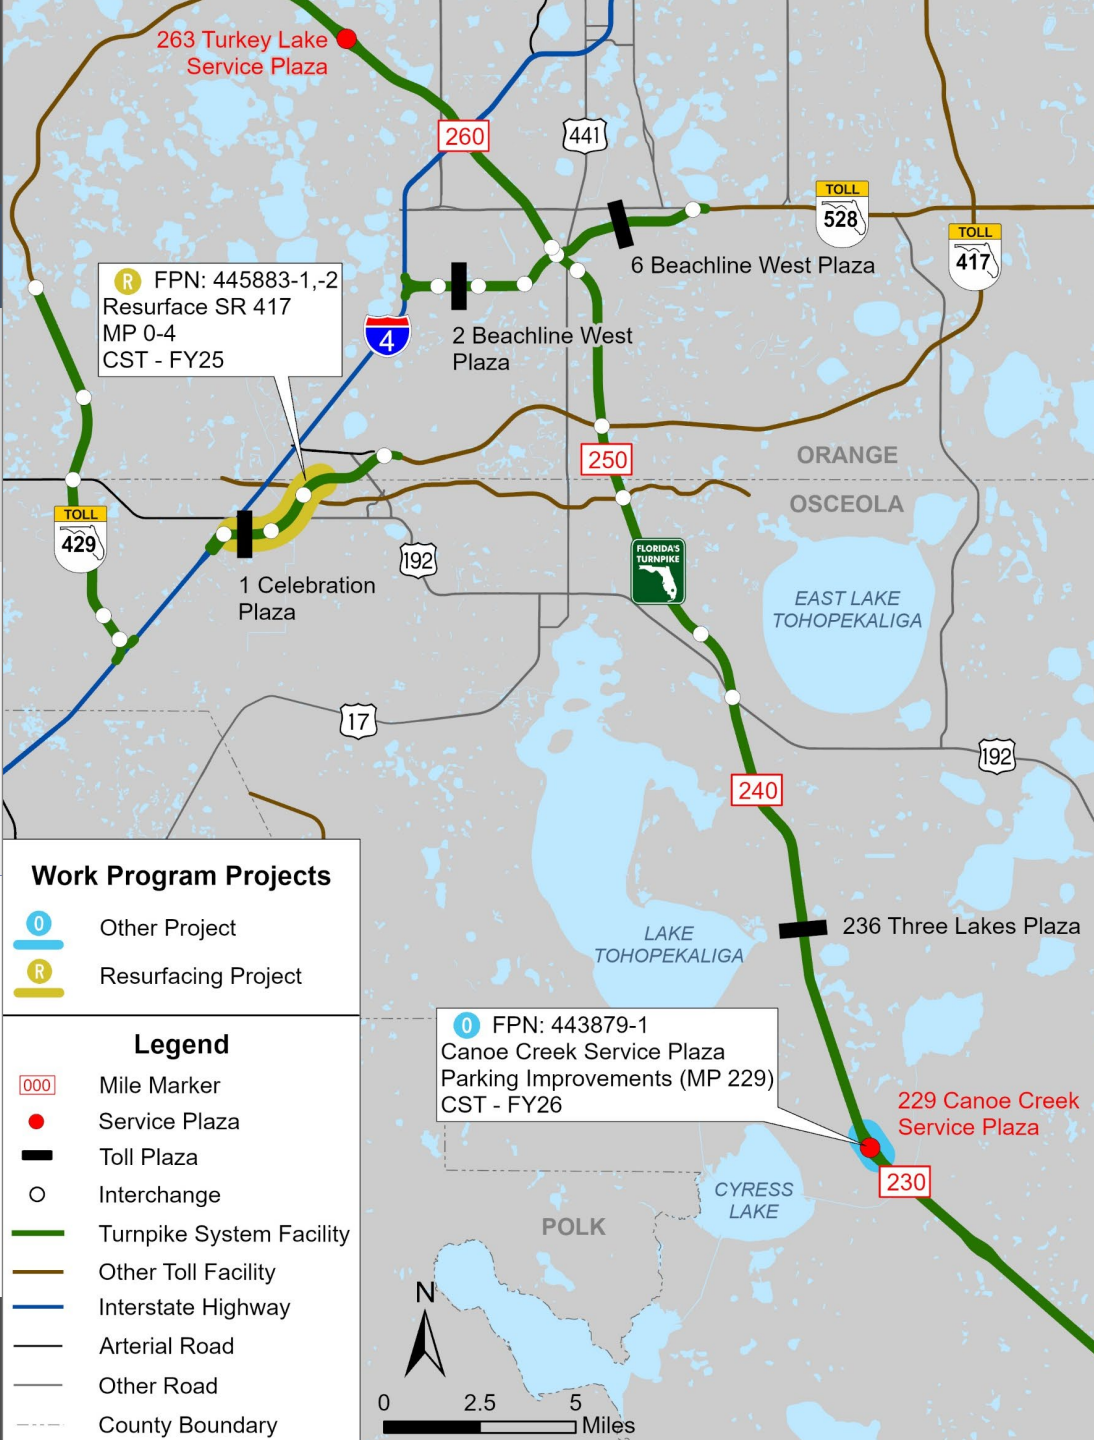 263 Turkey Lake
Service Plaza
260
441
TOLL
528
TOLL
417
6 Beachline West Plaza
R FPN: 445883-1,-2
Resurface SR 417
MP 0-4
CST - FY25
4
2 Beachline West
Plaza
ORANGE
250
OSCEOLA
TOLL
429
192
FLORIDA'S
TURNPIKE
1 Celebration
Plaza
EAST LAKE
TOHOPEKALIGA
17
192
240
Work Program Projects
O Other Project
R Resurfacing Project
236 Three Lakes Plaza
LAKE
TOHOPEKALIGA
O FPN: 443879-1
Canoe Creek Service Plaza
Parking Improvements (MP 229)
CST - FY26
229 Canoe Creek
Service Plaza
230
CYRESS
LAKE
POLK
Legend
000 Mile Marker
Service Plaza
Toll Plaza
Interchange
Turnpike System Facility
Other Toll Facility
Interstate Highway
Arterial Road
Other Road
County Boundary
N
0 2.5 5
Miles